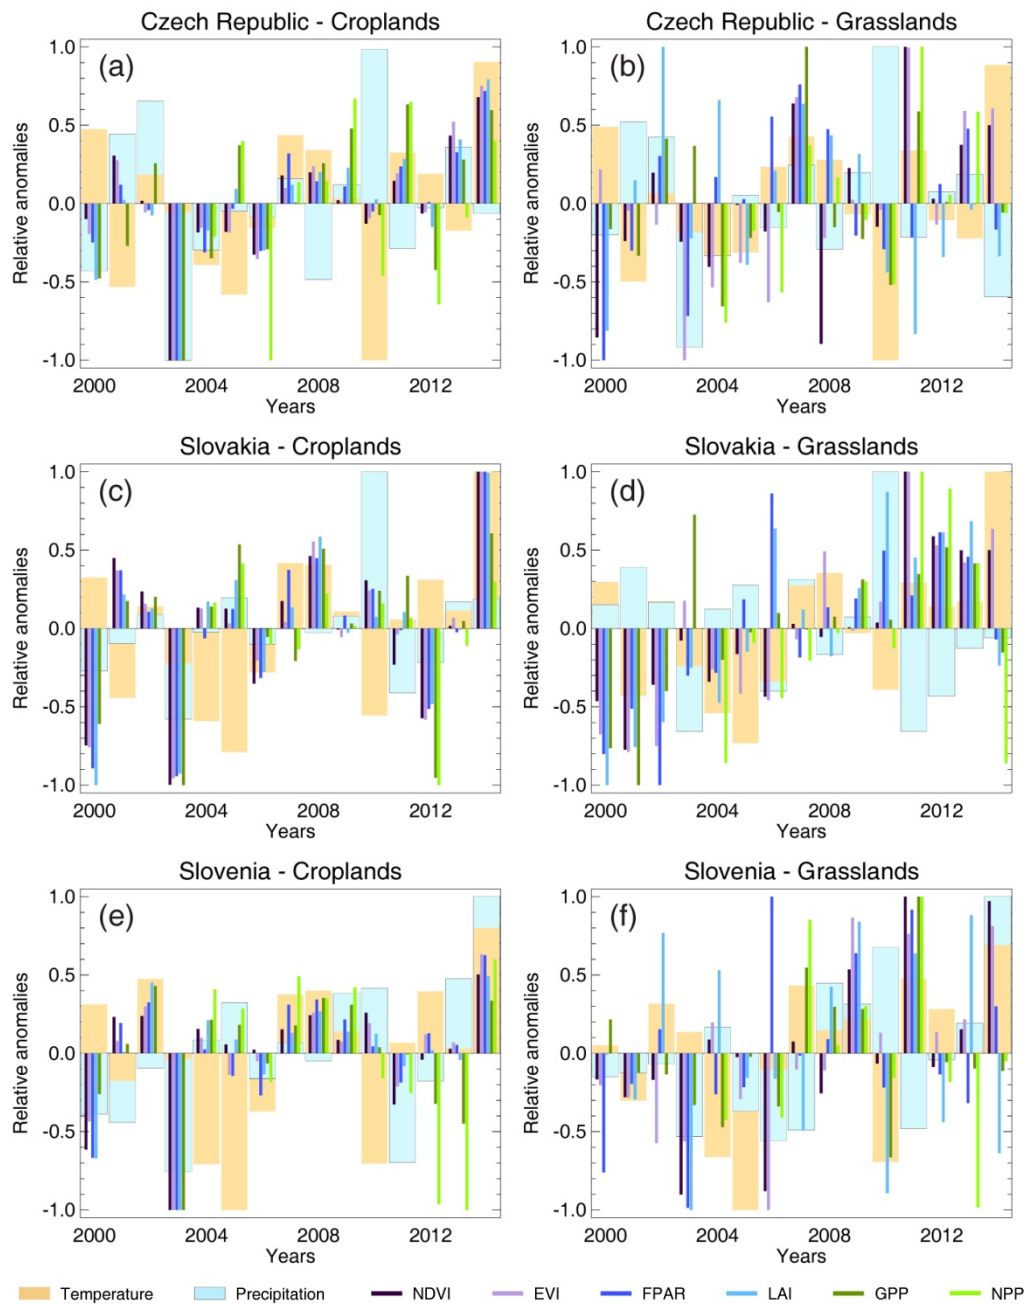 Czech Republic - Croplands
(a)
Relative anomalies
1.0
0.5
0.0
-0.5
-1.0
2000 2004 2008 2012
Years
Czech Republic - Grasslands
(b)
Relative anomalies
1.0
0.5
0.0
-0.5
-1.0
2000 2004 2008 2012
Years
Slovakia - Croplands
(c)
Relative anomalies
1.0
0.5
0.0
-0.5
-1.0
2000 2004 2008 2012
Years
Slovakia - Grasslands
(d)
Relative anomalies
1.0
0.5
0.0
-0.5
-1.0
2000 2004 2008 2012
Years
Slovenia - Croplands
(e)
Relative anomalies
1.0
0.5
0.0
-0.5
-1.0
2000 2004 2008 2012
Years
Slovenia - Grasslands
(f)
Relative anomalies
1.0
0.5
0.0
-0.5
-1.0
2000 2004 2008 2012
Years
Temperature Precipitation NDVI EVI FPAR LAI GPP NPP